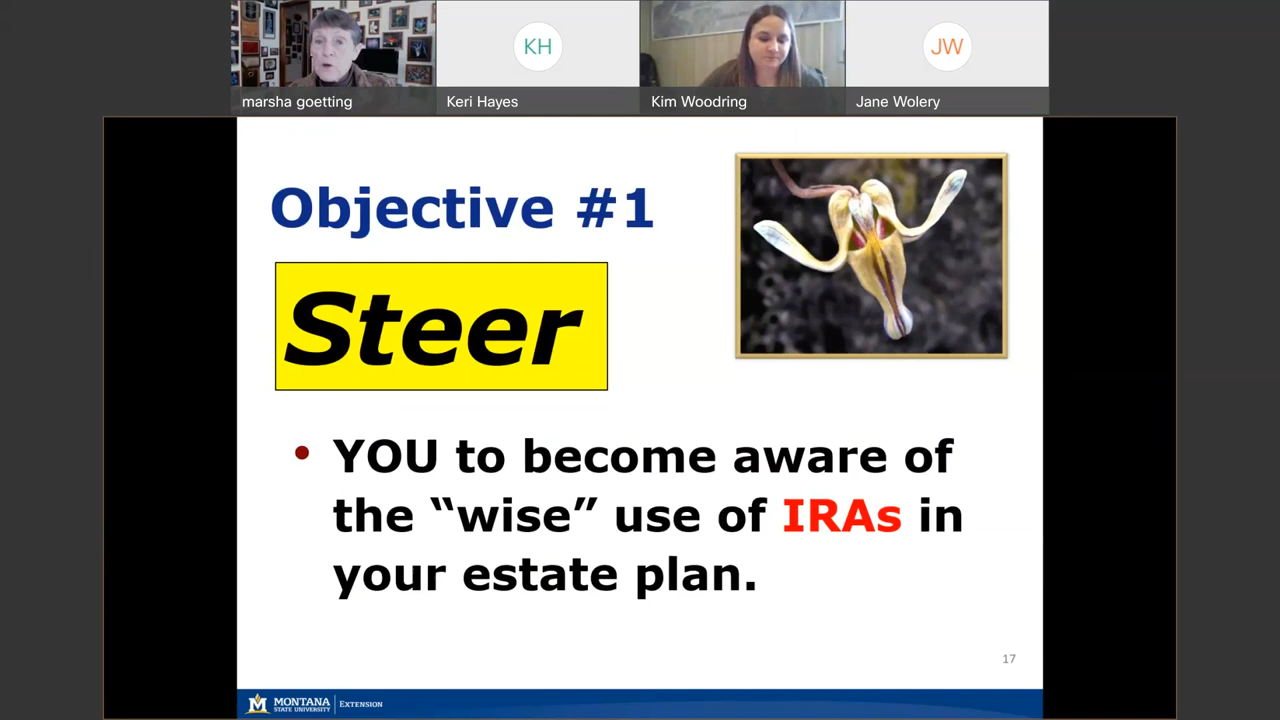 KH
JW
marsha goetting
Keri Hayes
Kim Woodring
Jane Wolery
Objective #1
Steer
• YOU to become aware of
the “wise” use of IRAs in
your estate plan.
17
M MONTANA
STATE UNIVERSITY
EXTENSION